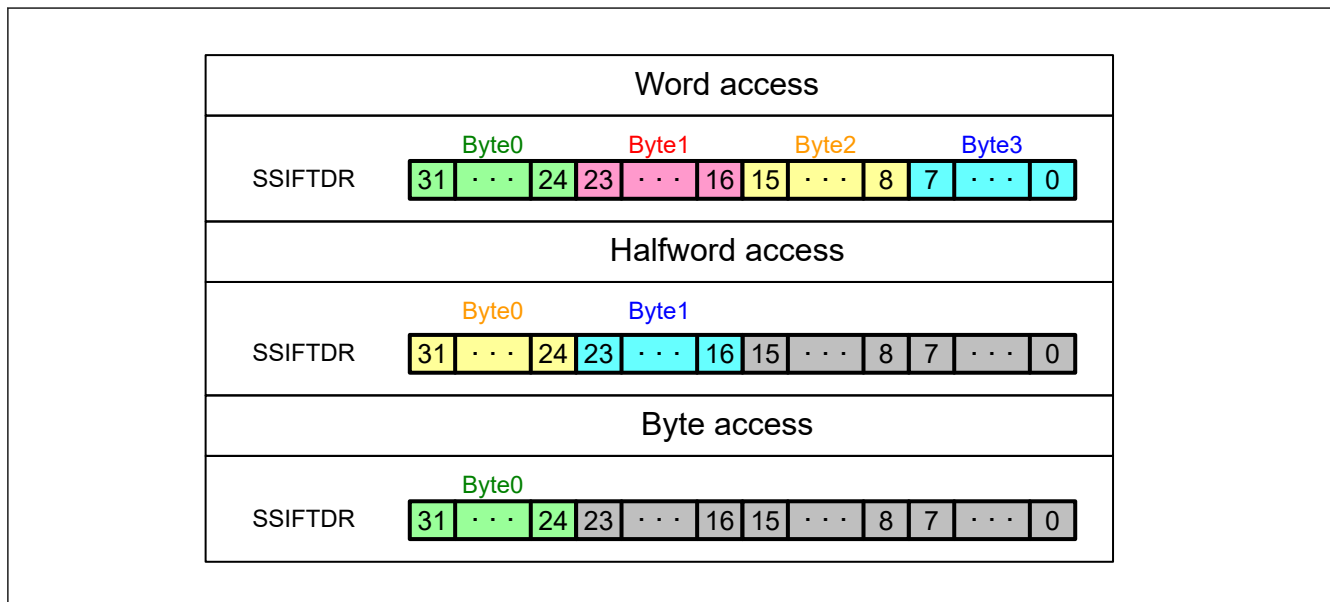 Word access
Byte0 Byte1 Byte2 Byte3
SSIFTDR 31 · · · 24 23 · · · 16 15 · · · 8 7 · · · 0
Halfword access
Byte0 Byte1
SSIFTDR 31 · · · 24 23 · · · 16 15 · · · 8 7 · · · 0
Byte access
Byte0
SSIFTDR 31 · · · 24 23 · · · 16 15 · · · 8 7 · · · 0